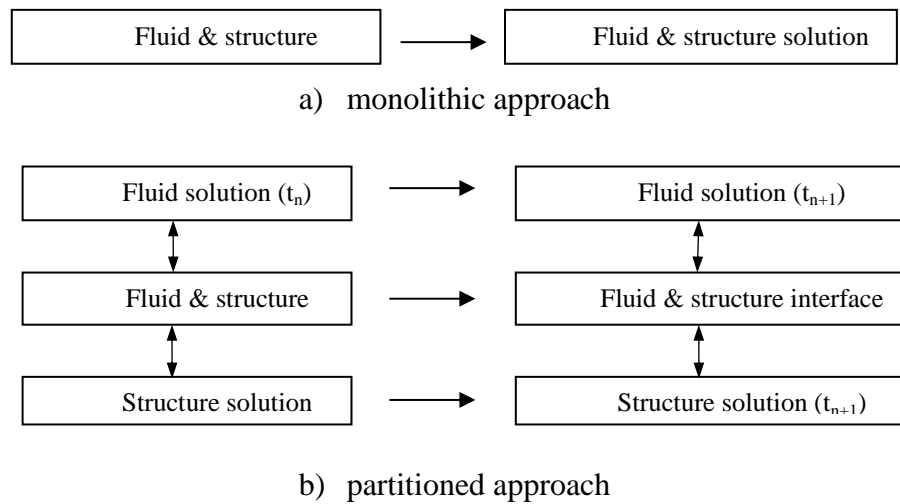 Fluid & structure
Fluid & structure solution
a) monolithic approach
Fluid solution (tₙ)
Fluid solution (tₙ₊₁)
Fluid & structure
Fluid & structure interface
Structure solution
Structure solution (tₙ₊₁)
b) partitioned approach